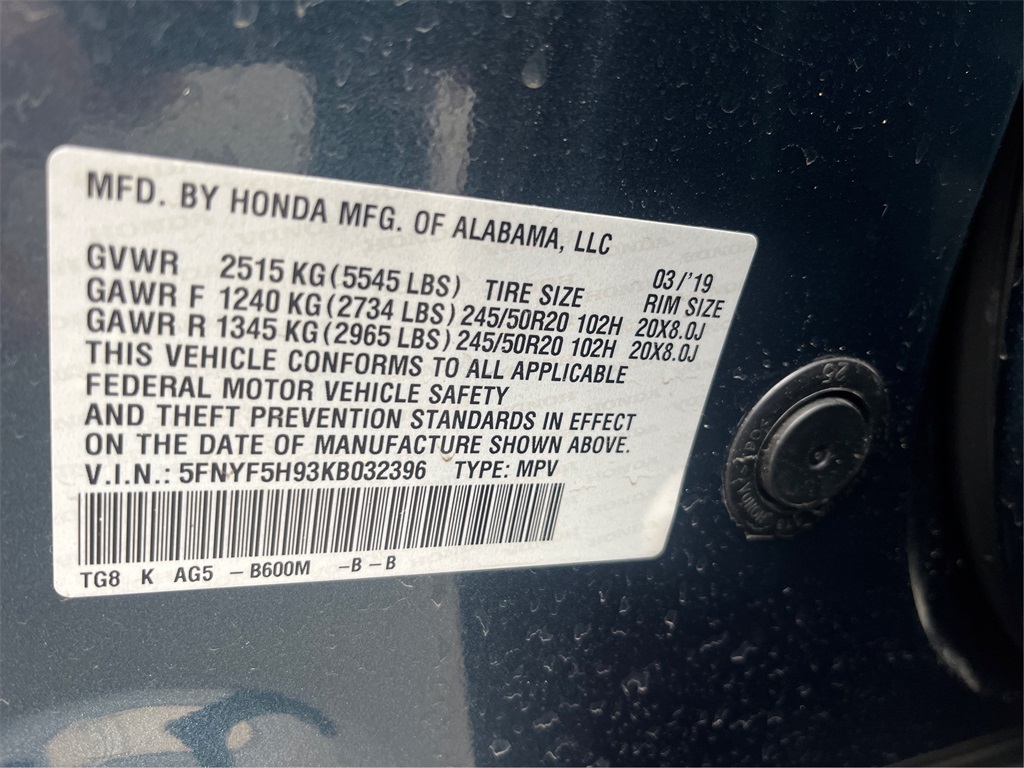 MFD. BY HONDA MFG. OF ALABAMA, LLC
03/'19
GVWR 2515 KG (5545 LBS) TIRE SIZE RIM SIZE
GAWR F 1240 KG (2734 LBS) 245/50R20 102H 20X8.0J
GAWR R 1345 KG (2965 LBS) 245/50R20 102H 20X8.0J
THIS VEHICLE CONFORMS TO ALL APPLICABLE
FEDERAL MOTOR VEHICLE SAFETY
AND THEFT PREVENTION STANDARDS IN EFFECT
ON THE DATE OF MANUFACTURE SHOWN ABOVE.
V.I.N.: 5FNYF5H93KB032396 TYPE: MPV
TG8 K AG5 -B600M -B-B
25